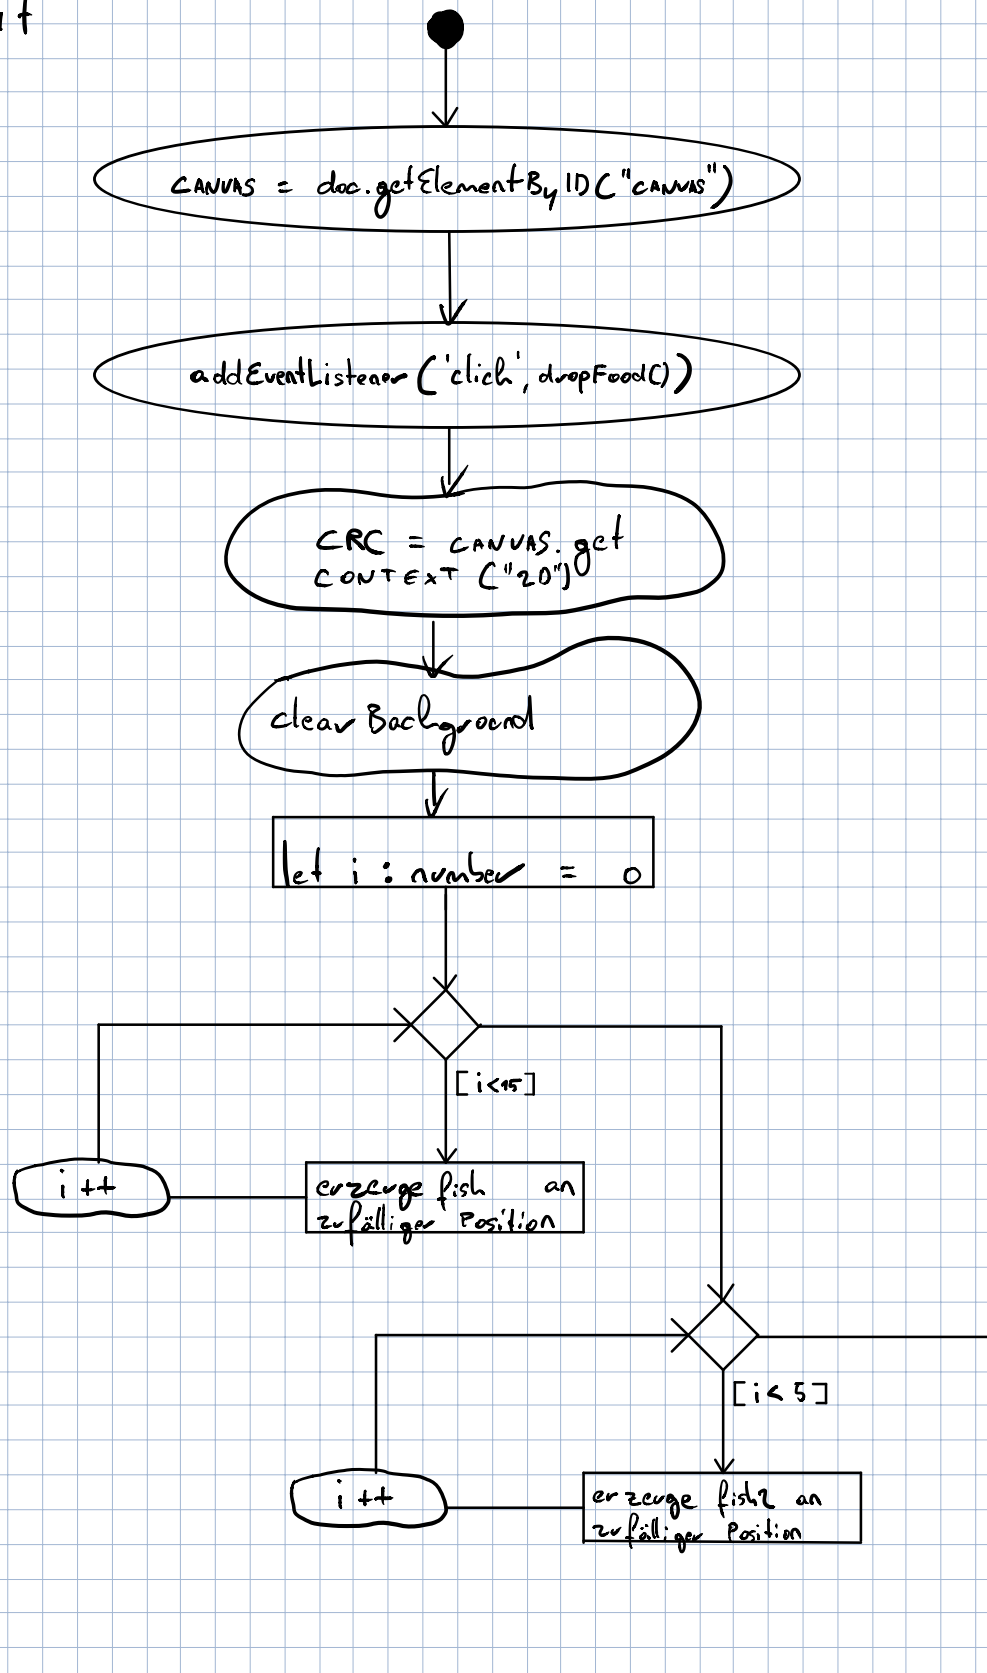 CANVAS = doc.getElementByID("CANVAS")
addEventListener('click', dropFood())
CRC = CANVAS.get
CONTEXT ("2D")
clear Background
let i : number = 0
[i<15]
i ++
erzeuge fish an
zufälliger Position
[i< 5]
i ++
erzeuge fish2 an
zufälliger Position